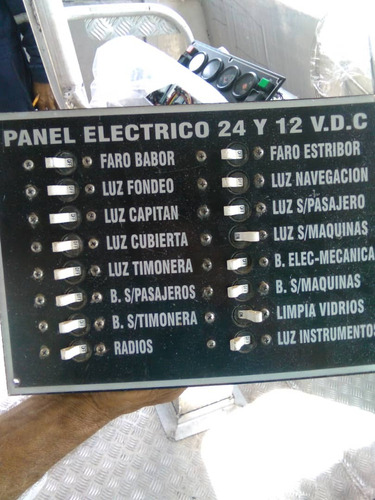 PANEL ELECTRICO 24 Y 12 V.D.C
FARO BABOR
LUZ FONDEO
LUZ CAPITAN
LUZ CUBIERTA
LUZ TIMONERA
B. S/PASAJEROS
B. S/TIMONERA
RADIOS
FARO ESTRIBOR
LUZ NAVEGACION
LUZ S/PASAJERO
LUZ S/MAQUINAS
B. ELEC-MECANICA
B. S/MAQUINAS
LIMPIA VIDRIOS
LUZ INSTRUMENTOS